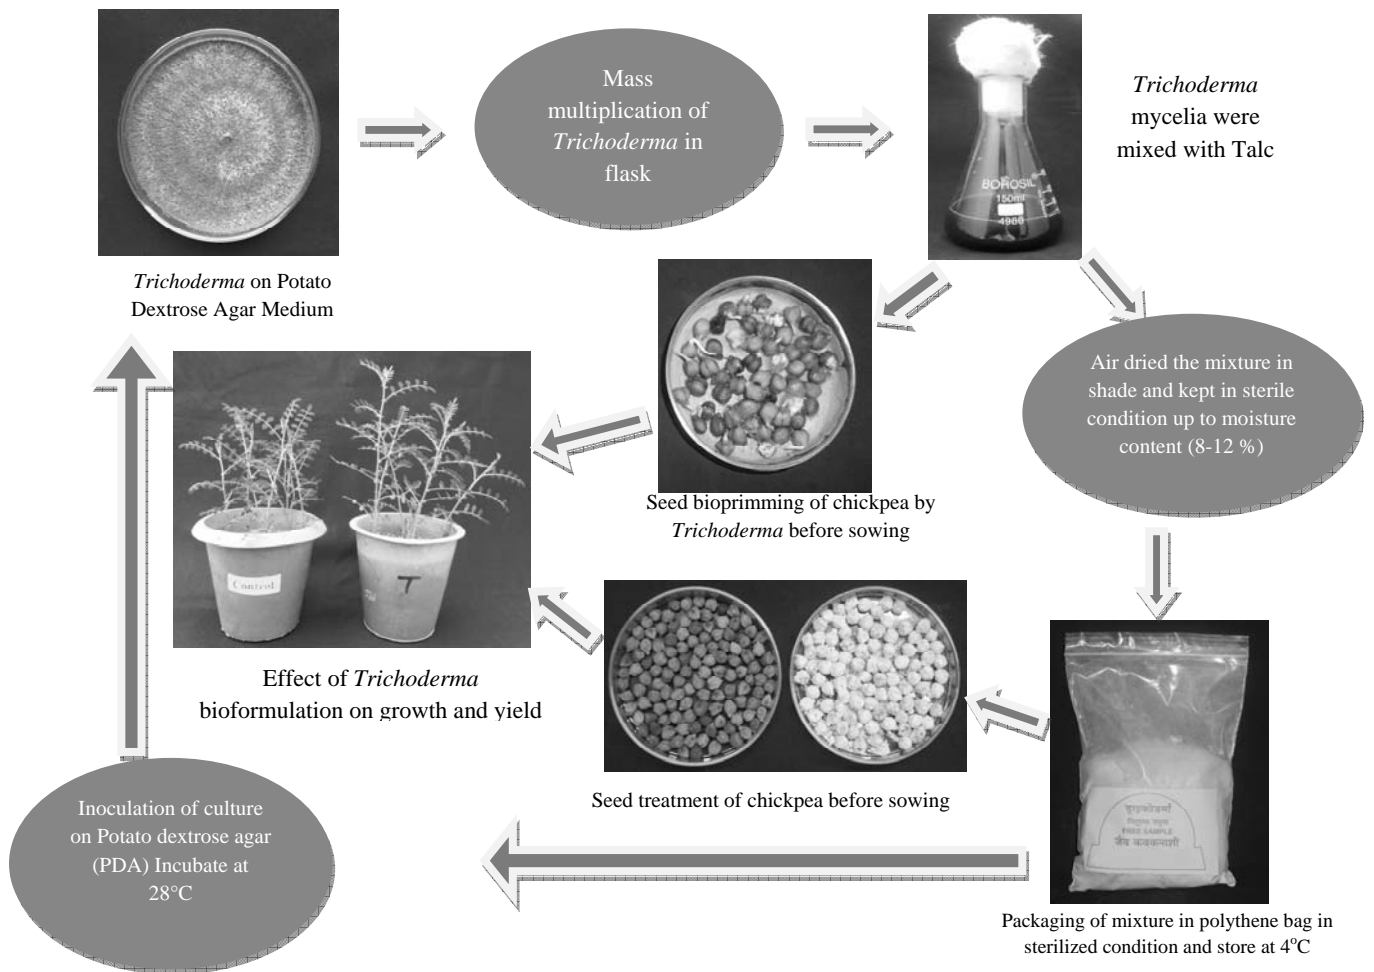 Mass
multiplication of
Trichoderma in
flask
Trichoderma
mycelia were
mixed with Talc
BOROSIL
150ml
4980
Trichoderma on Potato
Dextrose Agar Medium
Air dried the mixture in
shade and kept in sterile
condition up to moisture
content (8-12 %)
Seed bioprimming of chickpea by
Trichoderma before sowing
Control
T
Effect of Trichoderma
bioformulation on growth and yield
Seed treatment of chickpea before sowing
Inoculation of culture
on Potato dextrose agar
(PDA) Incubate at
28°C
FREE SAMPLE
जैव कवकनाशी
Packaging of mixture in polythene bag in
sterilized condition and store at 4°C